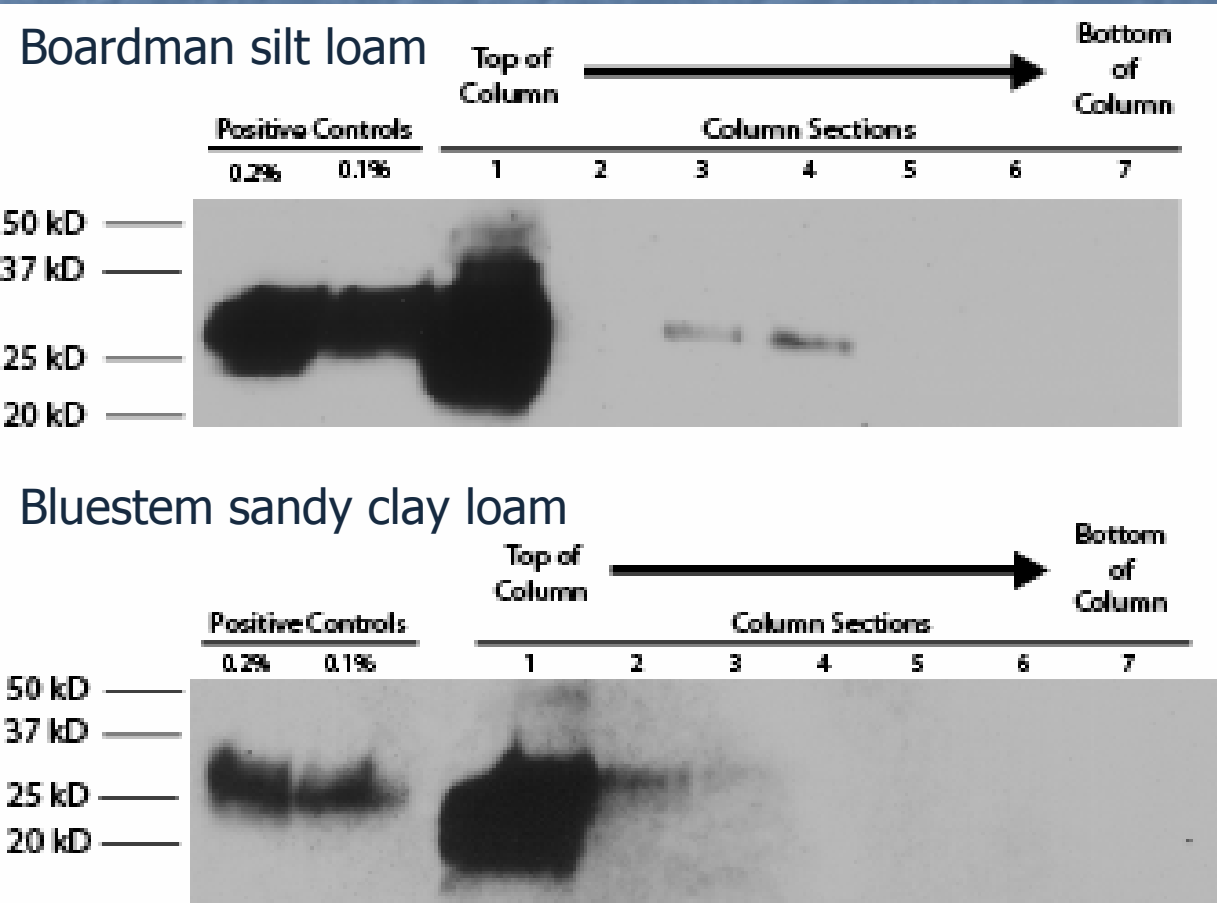 Boardman silt loam
Top of
Column
Bottom
of
Column
Positive Controls
Column Sections
0.2% 0.1% 1 2 3 4 5 6 7
50 kD
37 kD
25 kD
20 kD
Bluestem sandy clay loam
Top of
Column
Bottom
of
Column
Positive Controls
Column Sections
0.2% 0.1% 1 2 3 4 5 6 7
50 kD
37 kD
25 kD
20 kD